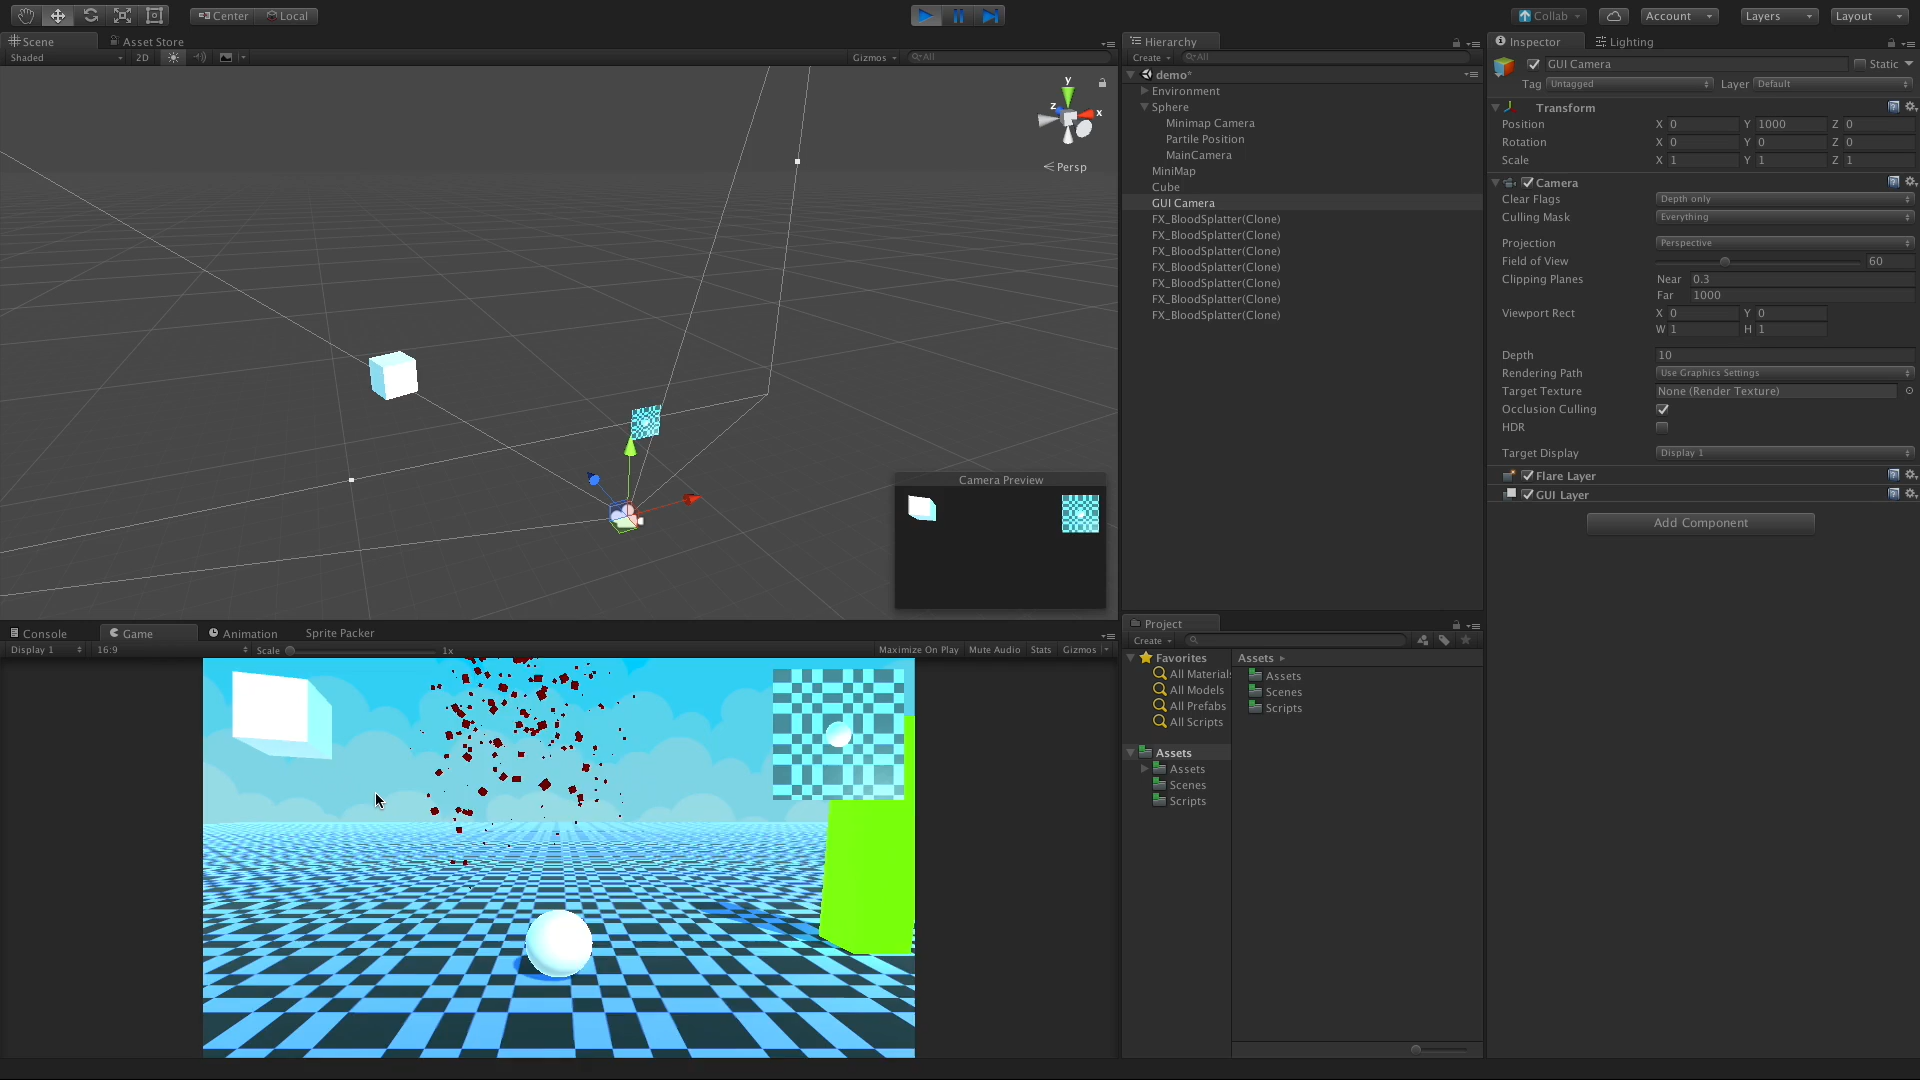 Center Local
Collab Account Layers Layout
Scene Asset Store
Shaded 2D Gizmos All
y
z x
Persp
Camera Preview
Hierarchy
Create All
demo*
Environment
Sphere
Minimap Camera
Partile Position
MainCamera
MiniMap
Cube
GUI Camera
FX_BloodSplatter(Clone)
FX_BloodSplatter(Clone)
FX_BloodSplatter(Clone)
FX_BloodSplatter(Clone)
FX_BloodSplatter(Clone)
FX_BloodSplatter(Clone)
FX_BloodSplatter(Clone)
Inspector Lighting
GUI Camera Static
Tag Untagged Layer Default
Transform
Position X 0 Y 1000 Z 0
Rotation X 0 Y 0 Z 0
Scale X 1 Y 1 Z 1
Camera
Clear Flags Depth only
Culling Mask Everything
Projection Perspective
Field of View 60
Clipping Planes Near 0.3
Far 1000
Viewport Rect X 0 Y 0
W 1 H 1
Depth 10
Rendering Path Use Graphics Settings
Target Texture None (Render Texture)
Occlusion Culling
HDR
Target Display Display 1
Flare Layer
GUI Layer
Add Component
Console Game Animation Sprite Packer
Display 1 16:9 Scale 1x Maximize On Play Mute Audio Stats Gizmos
Project
Create
Favorites
All Material
All Models
All Prefabs
All Scripts
Assets
Assets
Scenes
Scripts
Assets
Assets
Scenes
Scripts